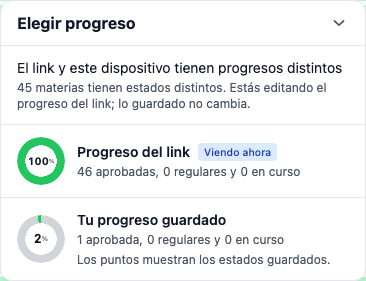 Elegir progreso
El link y este dispositivo tienen progresos distintos
45 materias tienen estados distintos. Estás editando el
progreso del link; lo guardado no cambia.
100%
Progreso del link Viendo ahora
46 aprobadas, 0 regulares y 0 en curso
2%
Tu progreso guardado
1 aprobada, 0 regulares y 0 en curso
Los puntos muestran los estados guardados.